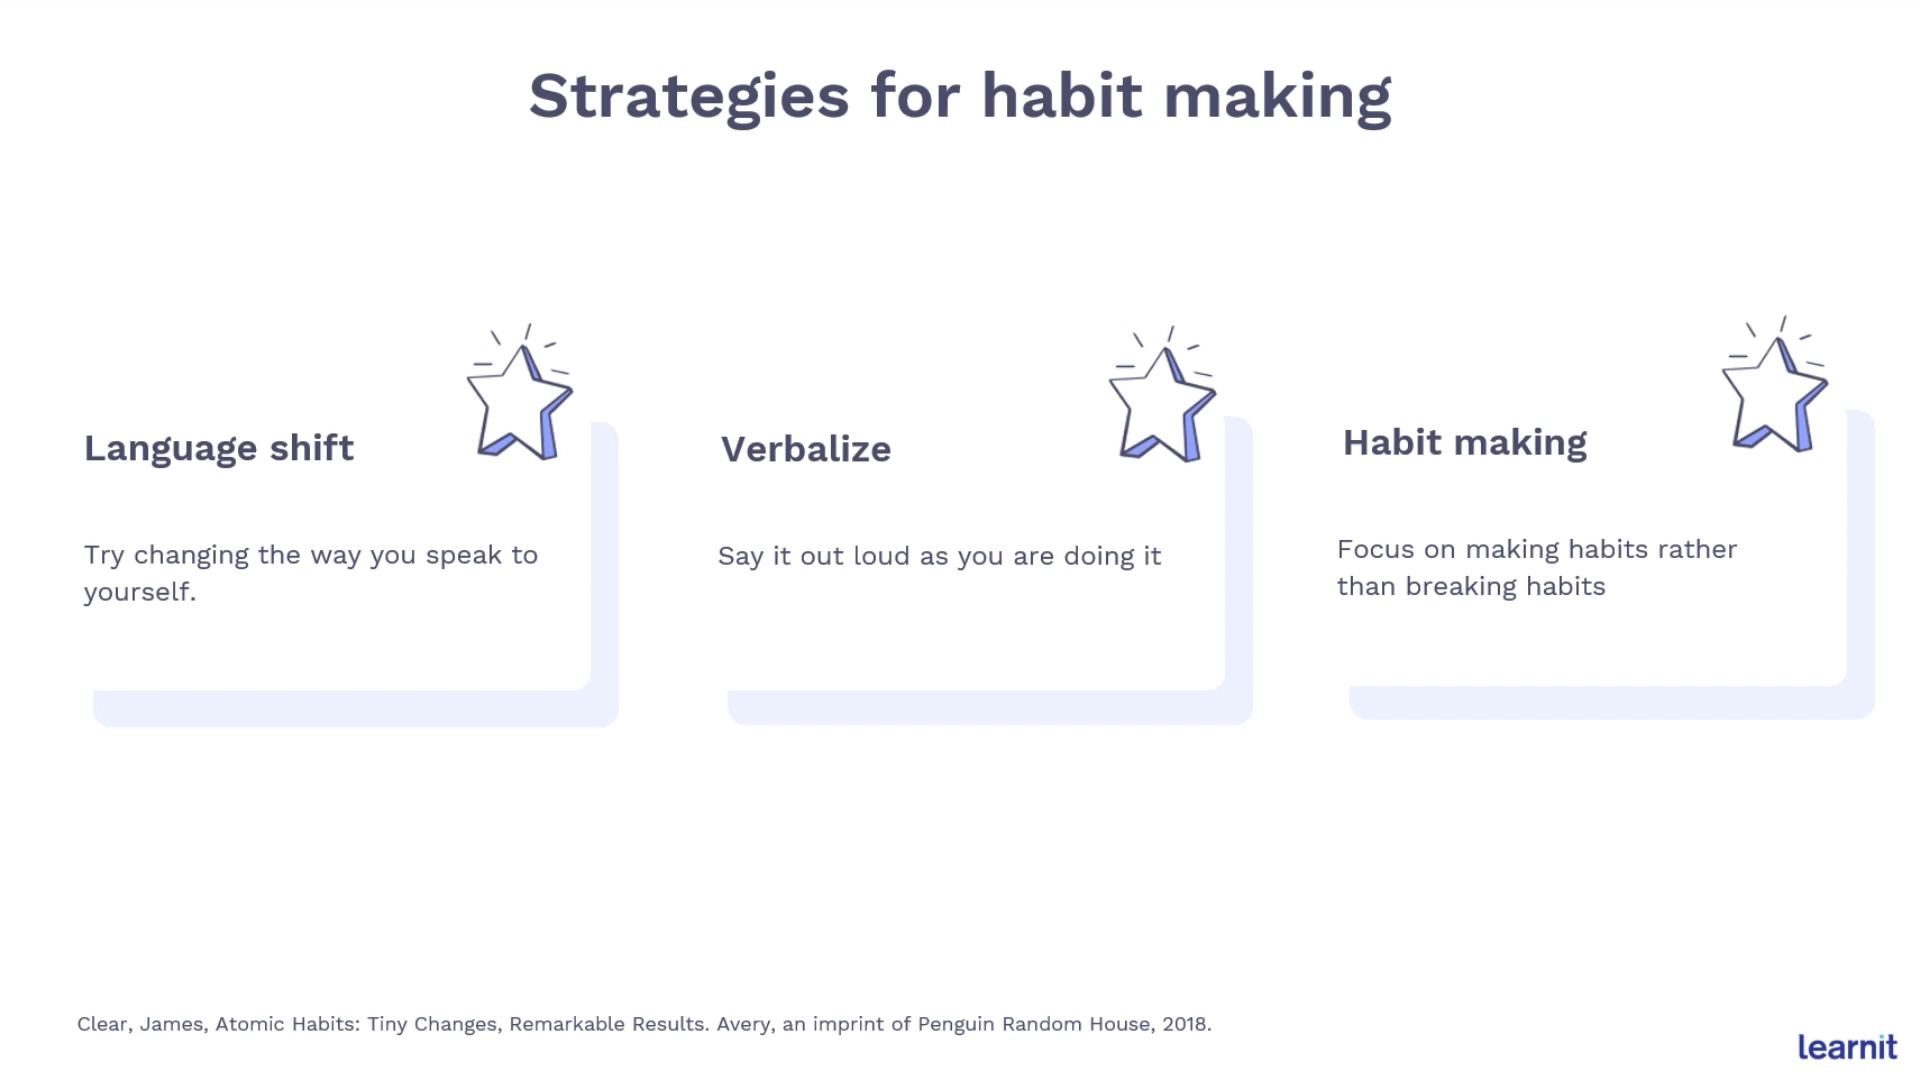 Strategies for habit making
Language shift
Try changing the way you speak to
yourself.
Verbalize
Say it out loud as you are doing it
Habit making
Focus on making habits rather
than breaking habits
Clear, James, Atomic Habits: Tiny Changes, Remarkable Results. Avery, an imprint of Penguin Random House, 2018.
learnit